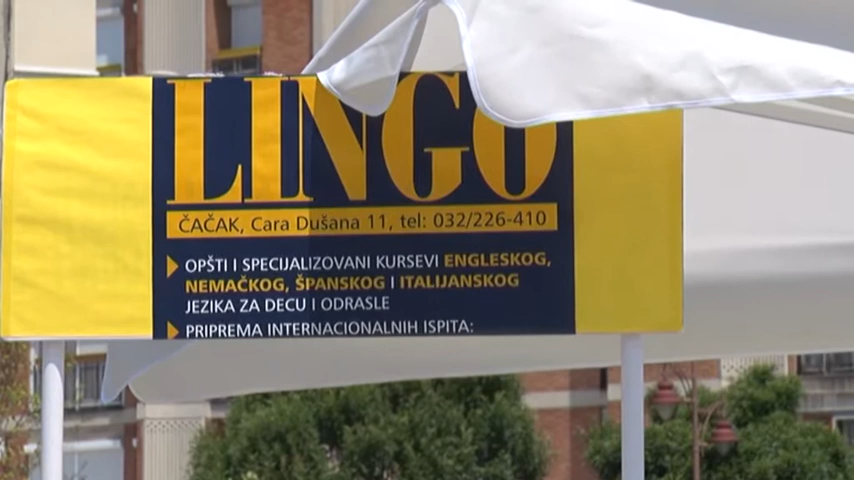 LINGO
ČAČAK, Cara Dušana 11, tel: 032/226-410
OPŠTI I SPECIJALIZOVANI KURSEVI ENGLESKOG,
NEMAČKOG, ŠPANSKOG I ITALIJANSKOG
JEZIKA ZA DECU I ODRASLE
PRIPREMA INTERNACIONALNIH ISPITA: